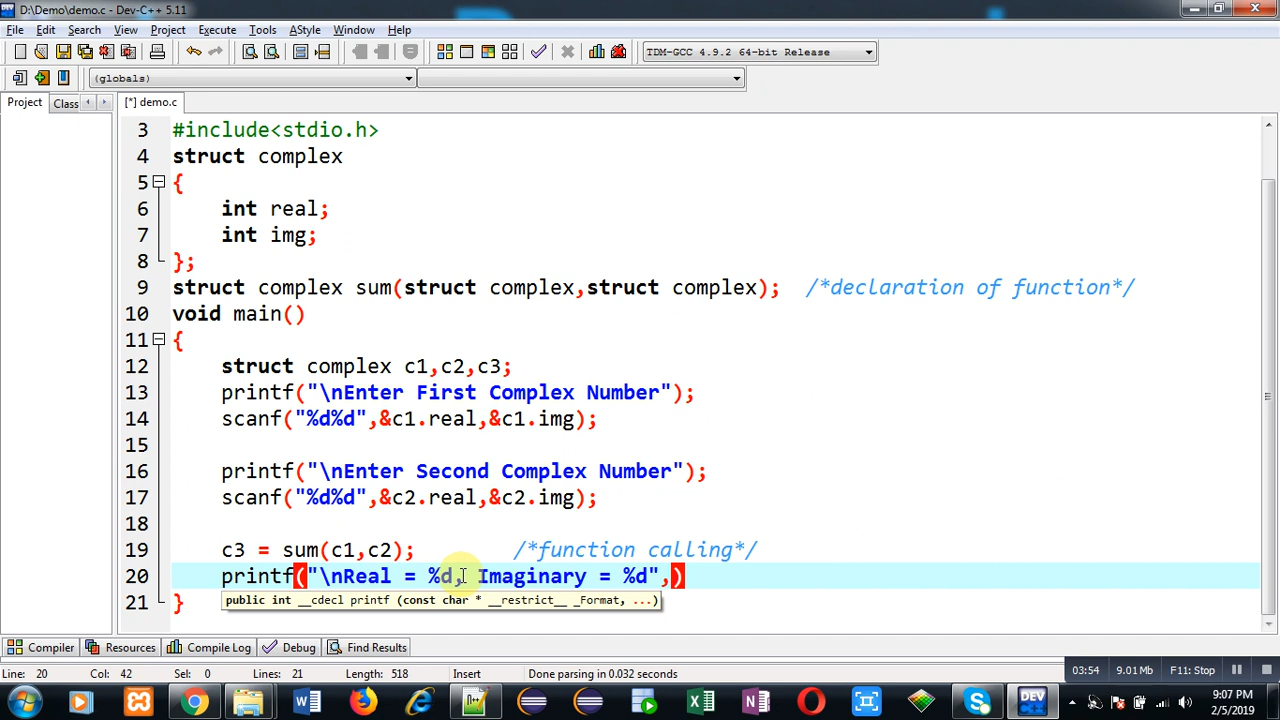 D:\Demo\demo.c - Dev-C++ 5.11
File Edit Search View Project Execute Tools AStyle Window Help
TDM-GCC 4.9.2 64-bit Release
(globals)
Project Class [*] demo.c
3 #include<stdio.h>
4 struct complex
5 {
6 int real;
7 int img;
8 };
9 struct complex sum(struct complex,struct complex); /*declaration of function*/
10 void main()
11 {
12 struct complex c1,c2,c3;
13 printf("\nEnter First Complex Number");
14 scanf("%d%d",&c1.real,&c1.img);
15
16 printf("\nEnter Second Complex Number");
17 scanf("%d%d",&c2.real,&c2.img);
18
19 c3 = sum(c1,c2); /*function calling*/
20 printf("\nReal = %d, Imaginary = %d",)
21 }
public int __cdecl printf (const char * __restrict__ _Format, ...)
Compiler Resources Compile Log Debug Find Results
Line: 20 Col: 42 Sel: 0 Lines: 21 Length: 518 Insert Done parsing in 0.032 seconds
03:54 9.01 Mb F11: Stop
9:07 PM
2/5/2019